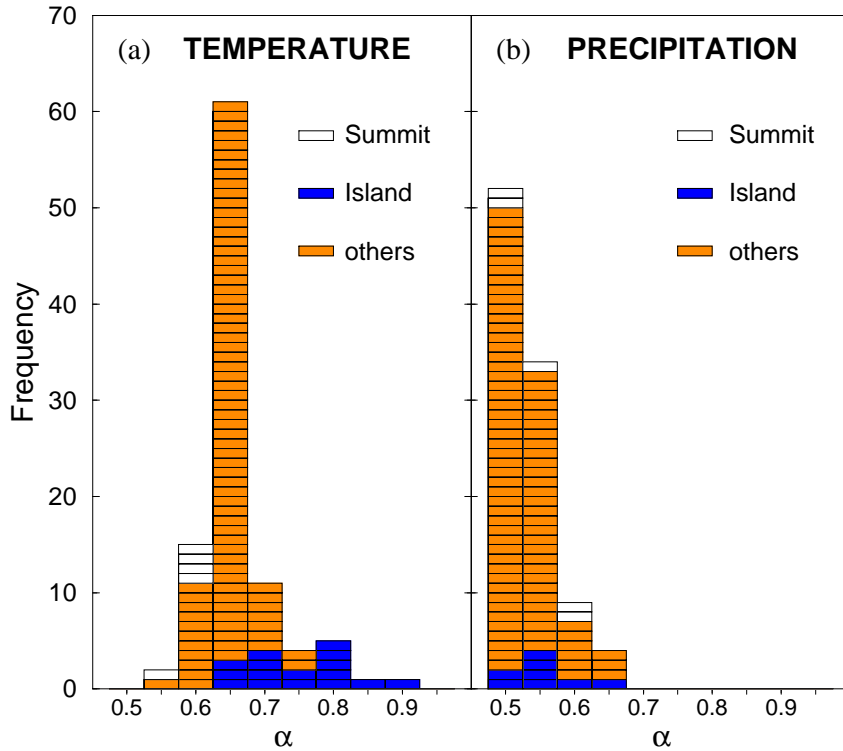 70
60
50
40
30
20
10
0
Frequency
(a) TEMPERATURE
Summit
Island
others
0.5 0.6 0.7 0.8 0.9
α
(b) PRECIPITATION
Summit
Island
others
0.5 0.6 0.7 0.8 0.9
α